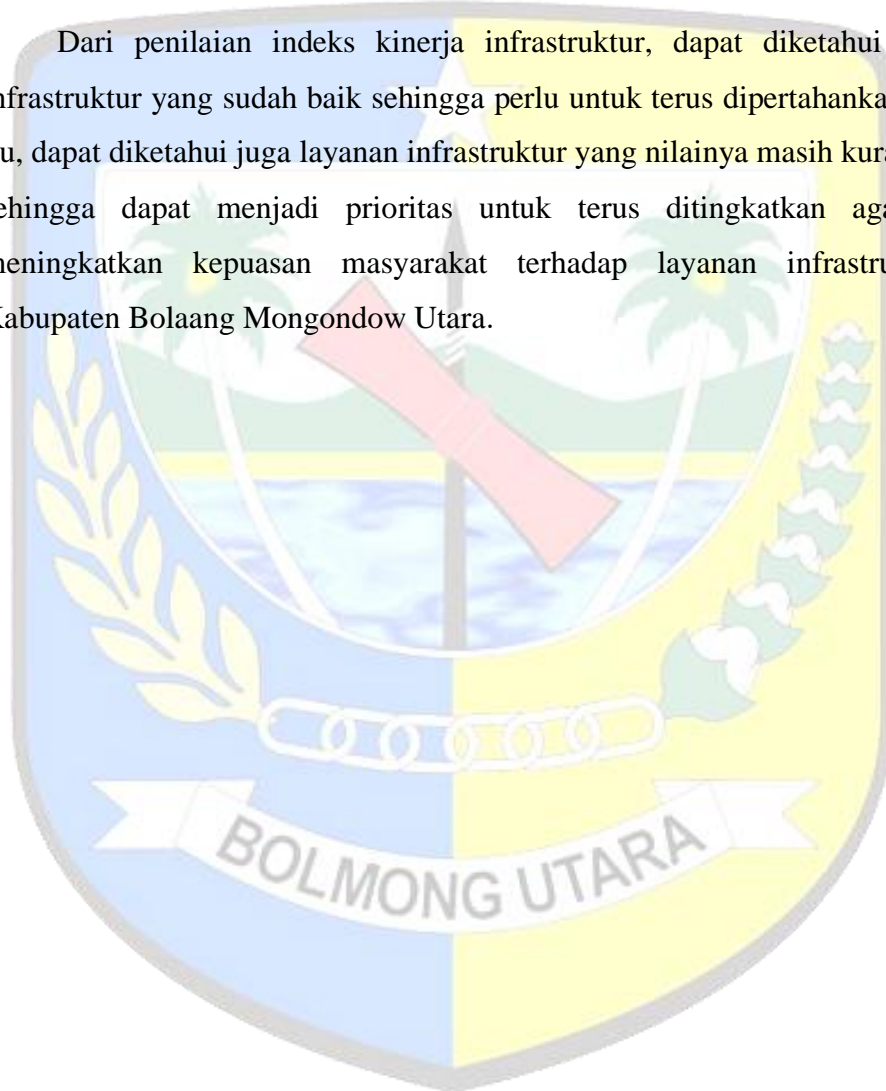 Dari penilaian indeks kinerja infrastruktur, dapat diketahui
nfrastruktur yang sudah baik sehingga perlu untuk terus dipertahanka
u, dapat diketahui juga layanan infrastruktur yang nilainya masih kura
ehingga dapat menjadi prioritas untuk terus ditingkatkan aga
meningkatkan kepuasan masyarakat terhadap layanan infrastru
Kabupaten Bolaang Mongondow Utara.
BOLMONG UTARA